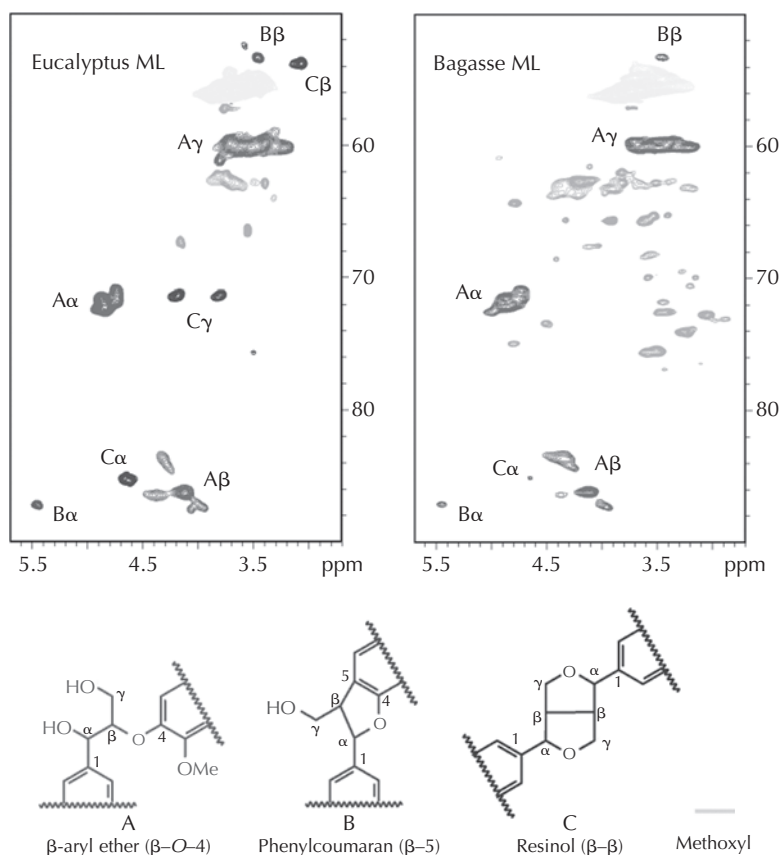 Eucalyptus ML
Bβ
Cβ
Aγ
Aα
Cγ
Cα
Aβ
Bα
60
70
80
5.5 4.5 3.5 ppm
Bagasse ML
Bβ
Aγ
Aα
Cα
Aβ
Bα
60
70
80
5.5 4.5 3.5 ppm
HO
γ
HO
α
β
O
4
1
OMe
A
β-aryl ether (β–O–4)
5
β
4
HO
γ
O
α
1
B
Phenylcoumaran (β–5)
O
γ
α
1
β
β
1
α
O
γ
C
Resinol (β–β)
Methoxyl